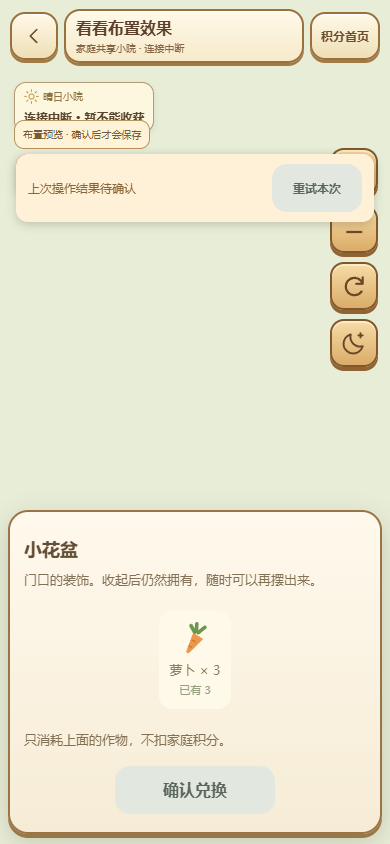 看看布置效果
家庭共享小院 · 连接中断
积分首页
晴日小院
连接中断 · 暂不能收获
布置预览 · 确认后才会保存
上次操作结果待确认
重试本次
小花盆
门口的装饰。收起后仍然拥有，随时可以再摆出来。
萝卜 × 3
已有 3
只消耗上面的作物，不扣家庭积分。
确认兑换